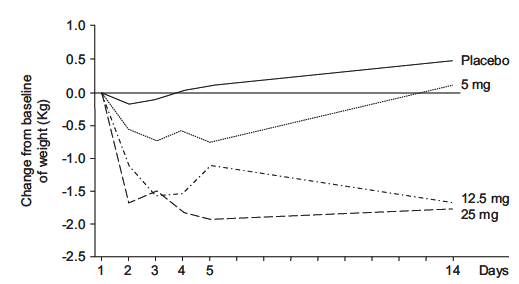 Change from baseline
of weight (Kg)
1.0
0.5
0.0
-0.5
-1.0
-1.5
-2.0
-2.5
Placebo
5 mg
12.5 mg
25 mg
1 2 3 4 5 14 Days